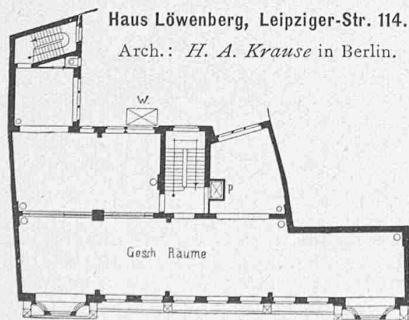 Haus Löwenberg, Leipziger-Str. 114.
Arch.: H. A. Krause in Berlin.
W.
P
Gesch Räume